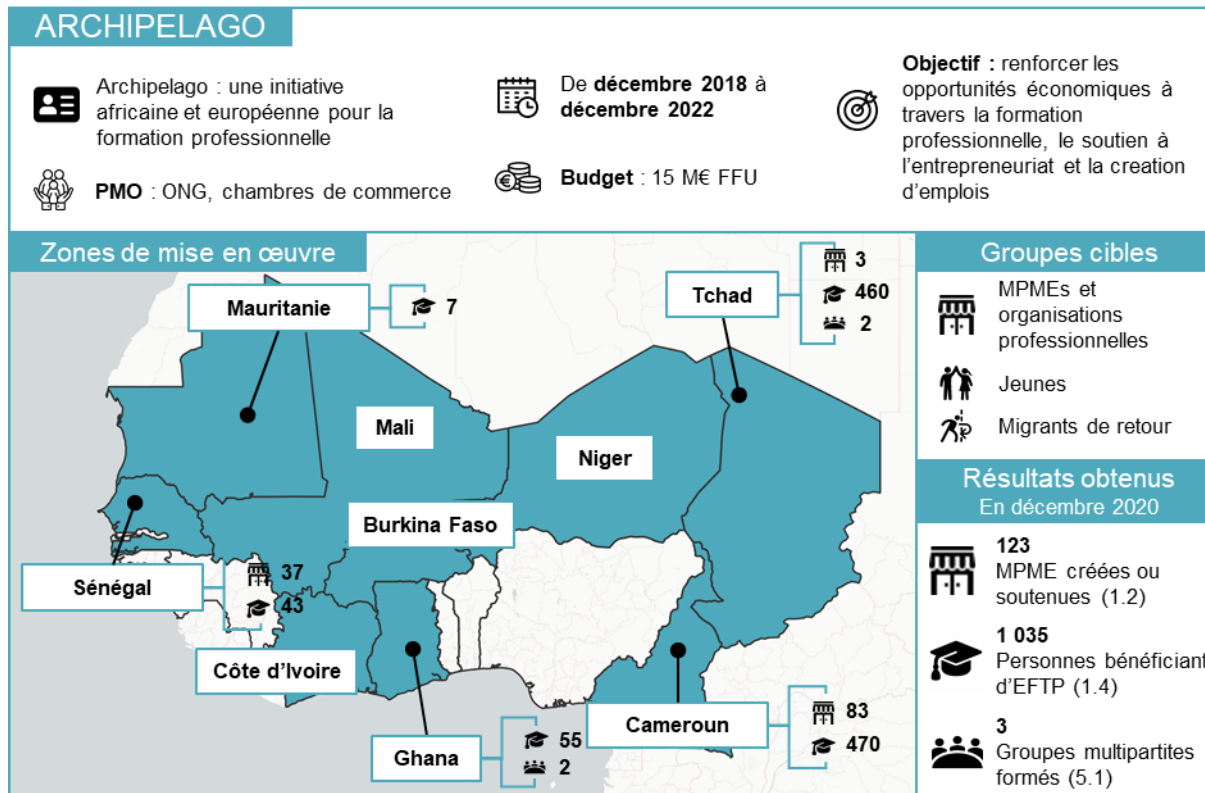 ARCHIPELAGO
Archipelago : une initiative
africaine et européenne pour la
formation professionnelle
PMO : ONG, chambres de commerce
De décembre 2018 à
décembre 2022
Budget : 15 M€ FFU
Objectif : renforcer les
opportunités économiques à
travers la formation
professionnelle, le soutien à
l'entrepreneuriat et la creation
d'emplois
Zones de mise en œuvre
Mauritanie
7
Tchad
3
460
2
Mali
Niger
Burkina Faso
Sénégal
37
43
Côte d'Ivoire
Ghana
55
2
Cameroun
83
470
Groupes cibles
MPMEs et
organisations
professionnelles
Jeunes
Migrants de retour
Résultats obtenus
En décembre 2020
123
MPME créées ou
soutenues (1.2)
1 035
Personnes bénéficiant
d'EFTP (1.4)
3
Groupes multipartites
formés (5.1)